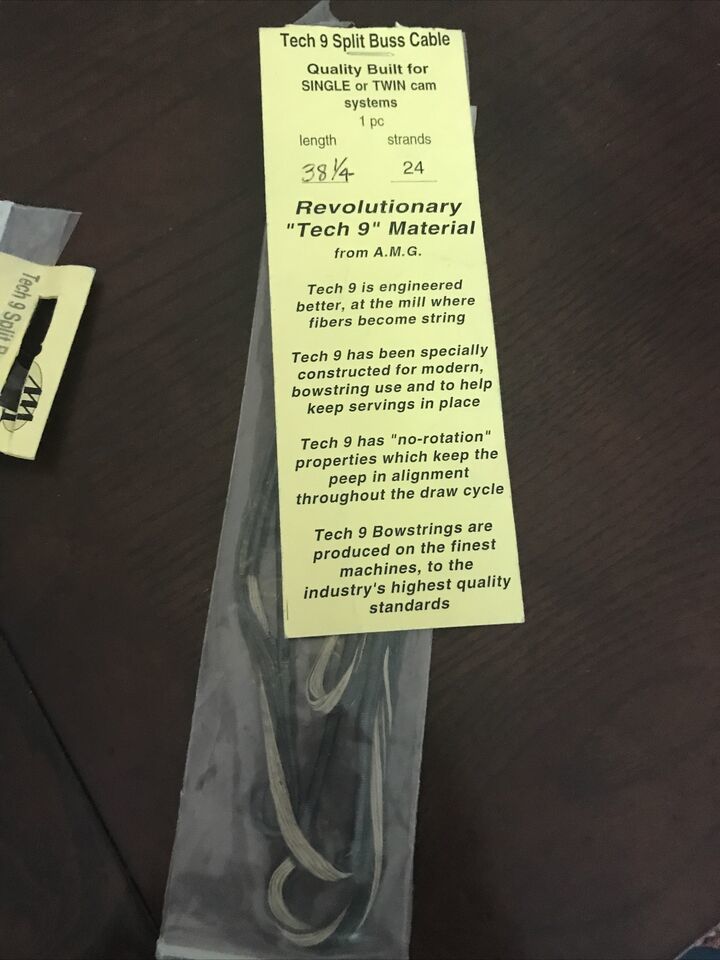 Tech 9 Split Buss Cable
Quality Built for
SINGLE or TWIN cam
systems
1 pc
length strands
38 1/4 24
Revolutionary
"Tech 9" Material
from A.M.G.
Tech 9 is engineered
better, at the mill where
fibers become string
Tech 9 has been specially
constructed for modern,
bowstring use and to help
keep servings in place
Tech 9 has "no-rotation"
properties which keep the
peep in alignment
throughout the draw cycle
Tech 9 Bowstrings are
produced on the finest
machines, to the
industry's highest quality
standards
Tech 9 Split